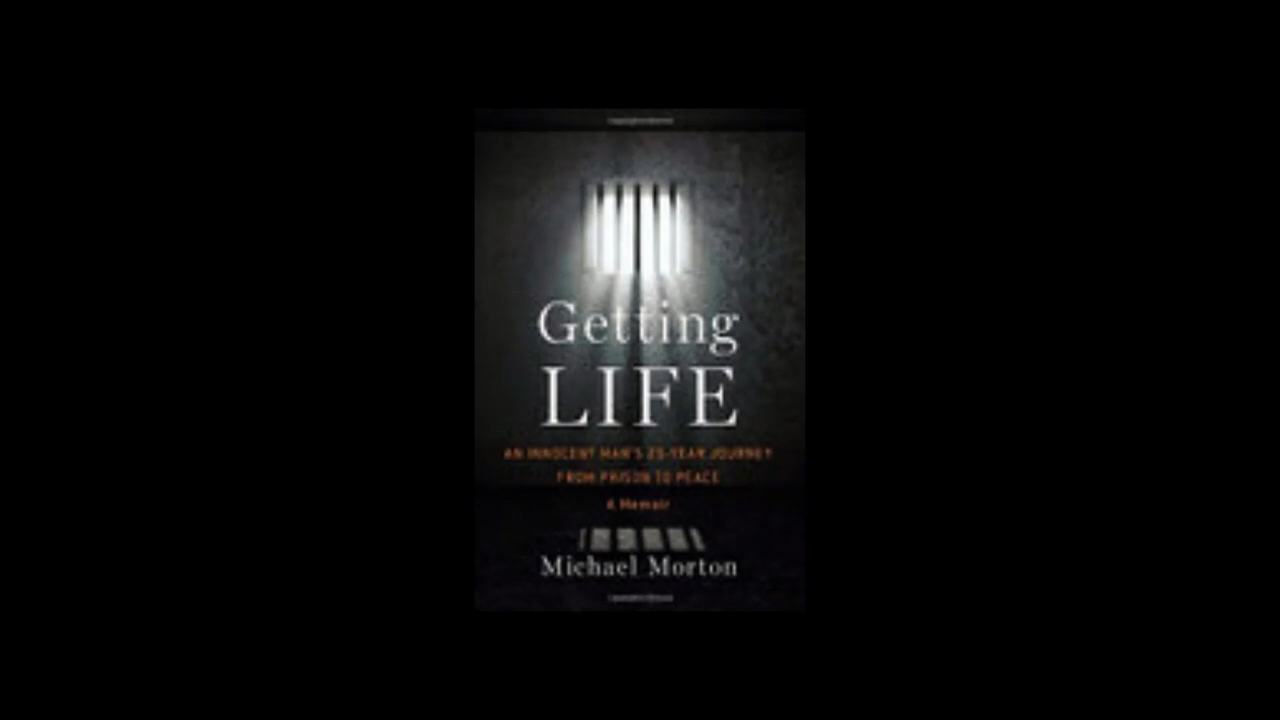 Getting
LIFE
AN INNOCENT MAN'S 25-YEAR JOURNEY
FROM PRISON TO PEACE
A Memoir
Michael Morton